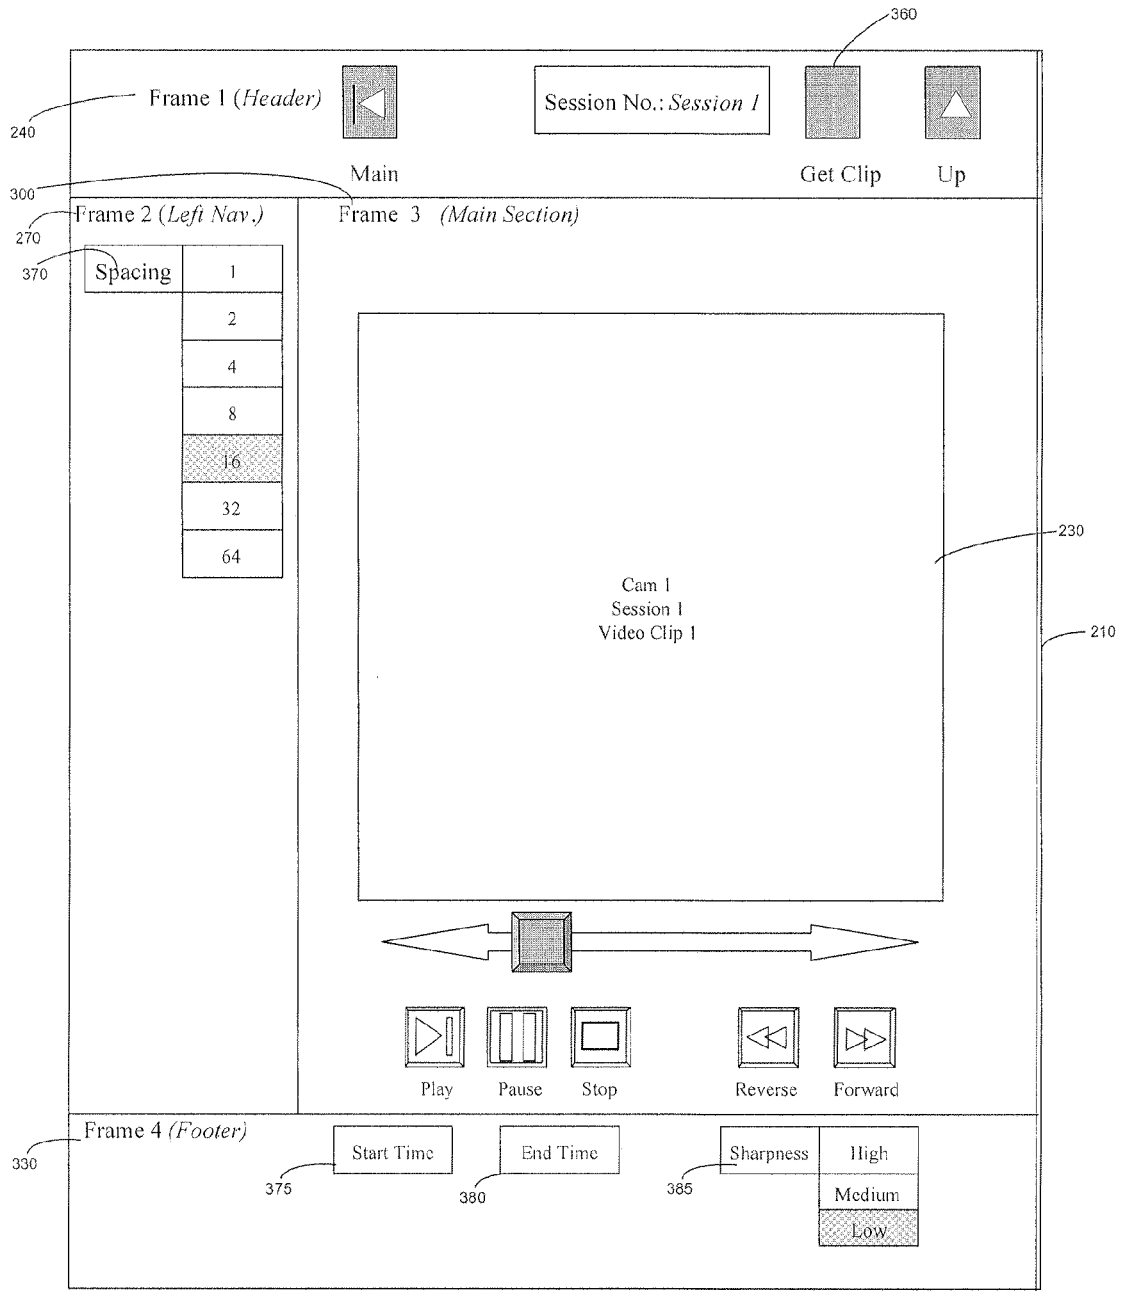 360
Frame 1 (Header)
Session No.: Session 1
240
Main
Get Clip
Up
300
Frame 2 (Left Nav.)
Frame 3 (Main Section)
270
370
Spacing
1
2
4
8
16
32
64
230
Cam 1
Session 1
Video Clip 1
210
Play
Pause
Stop
Reverse
Forward
Frame 4 (Footer)
330
Start Time
End Time
Sharpness
High
375
380
385
Medium
Low